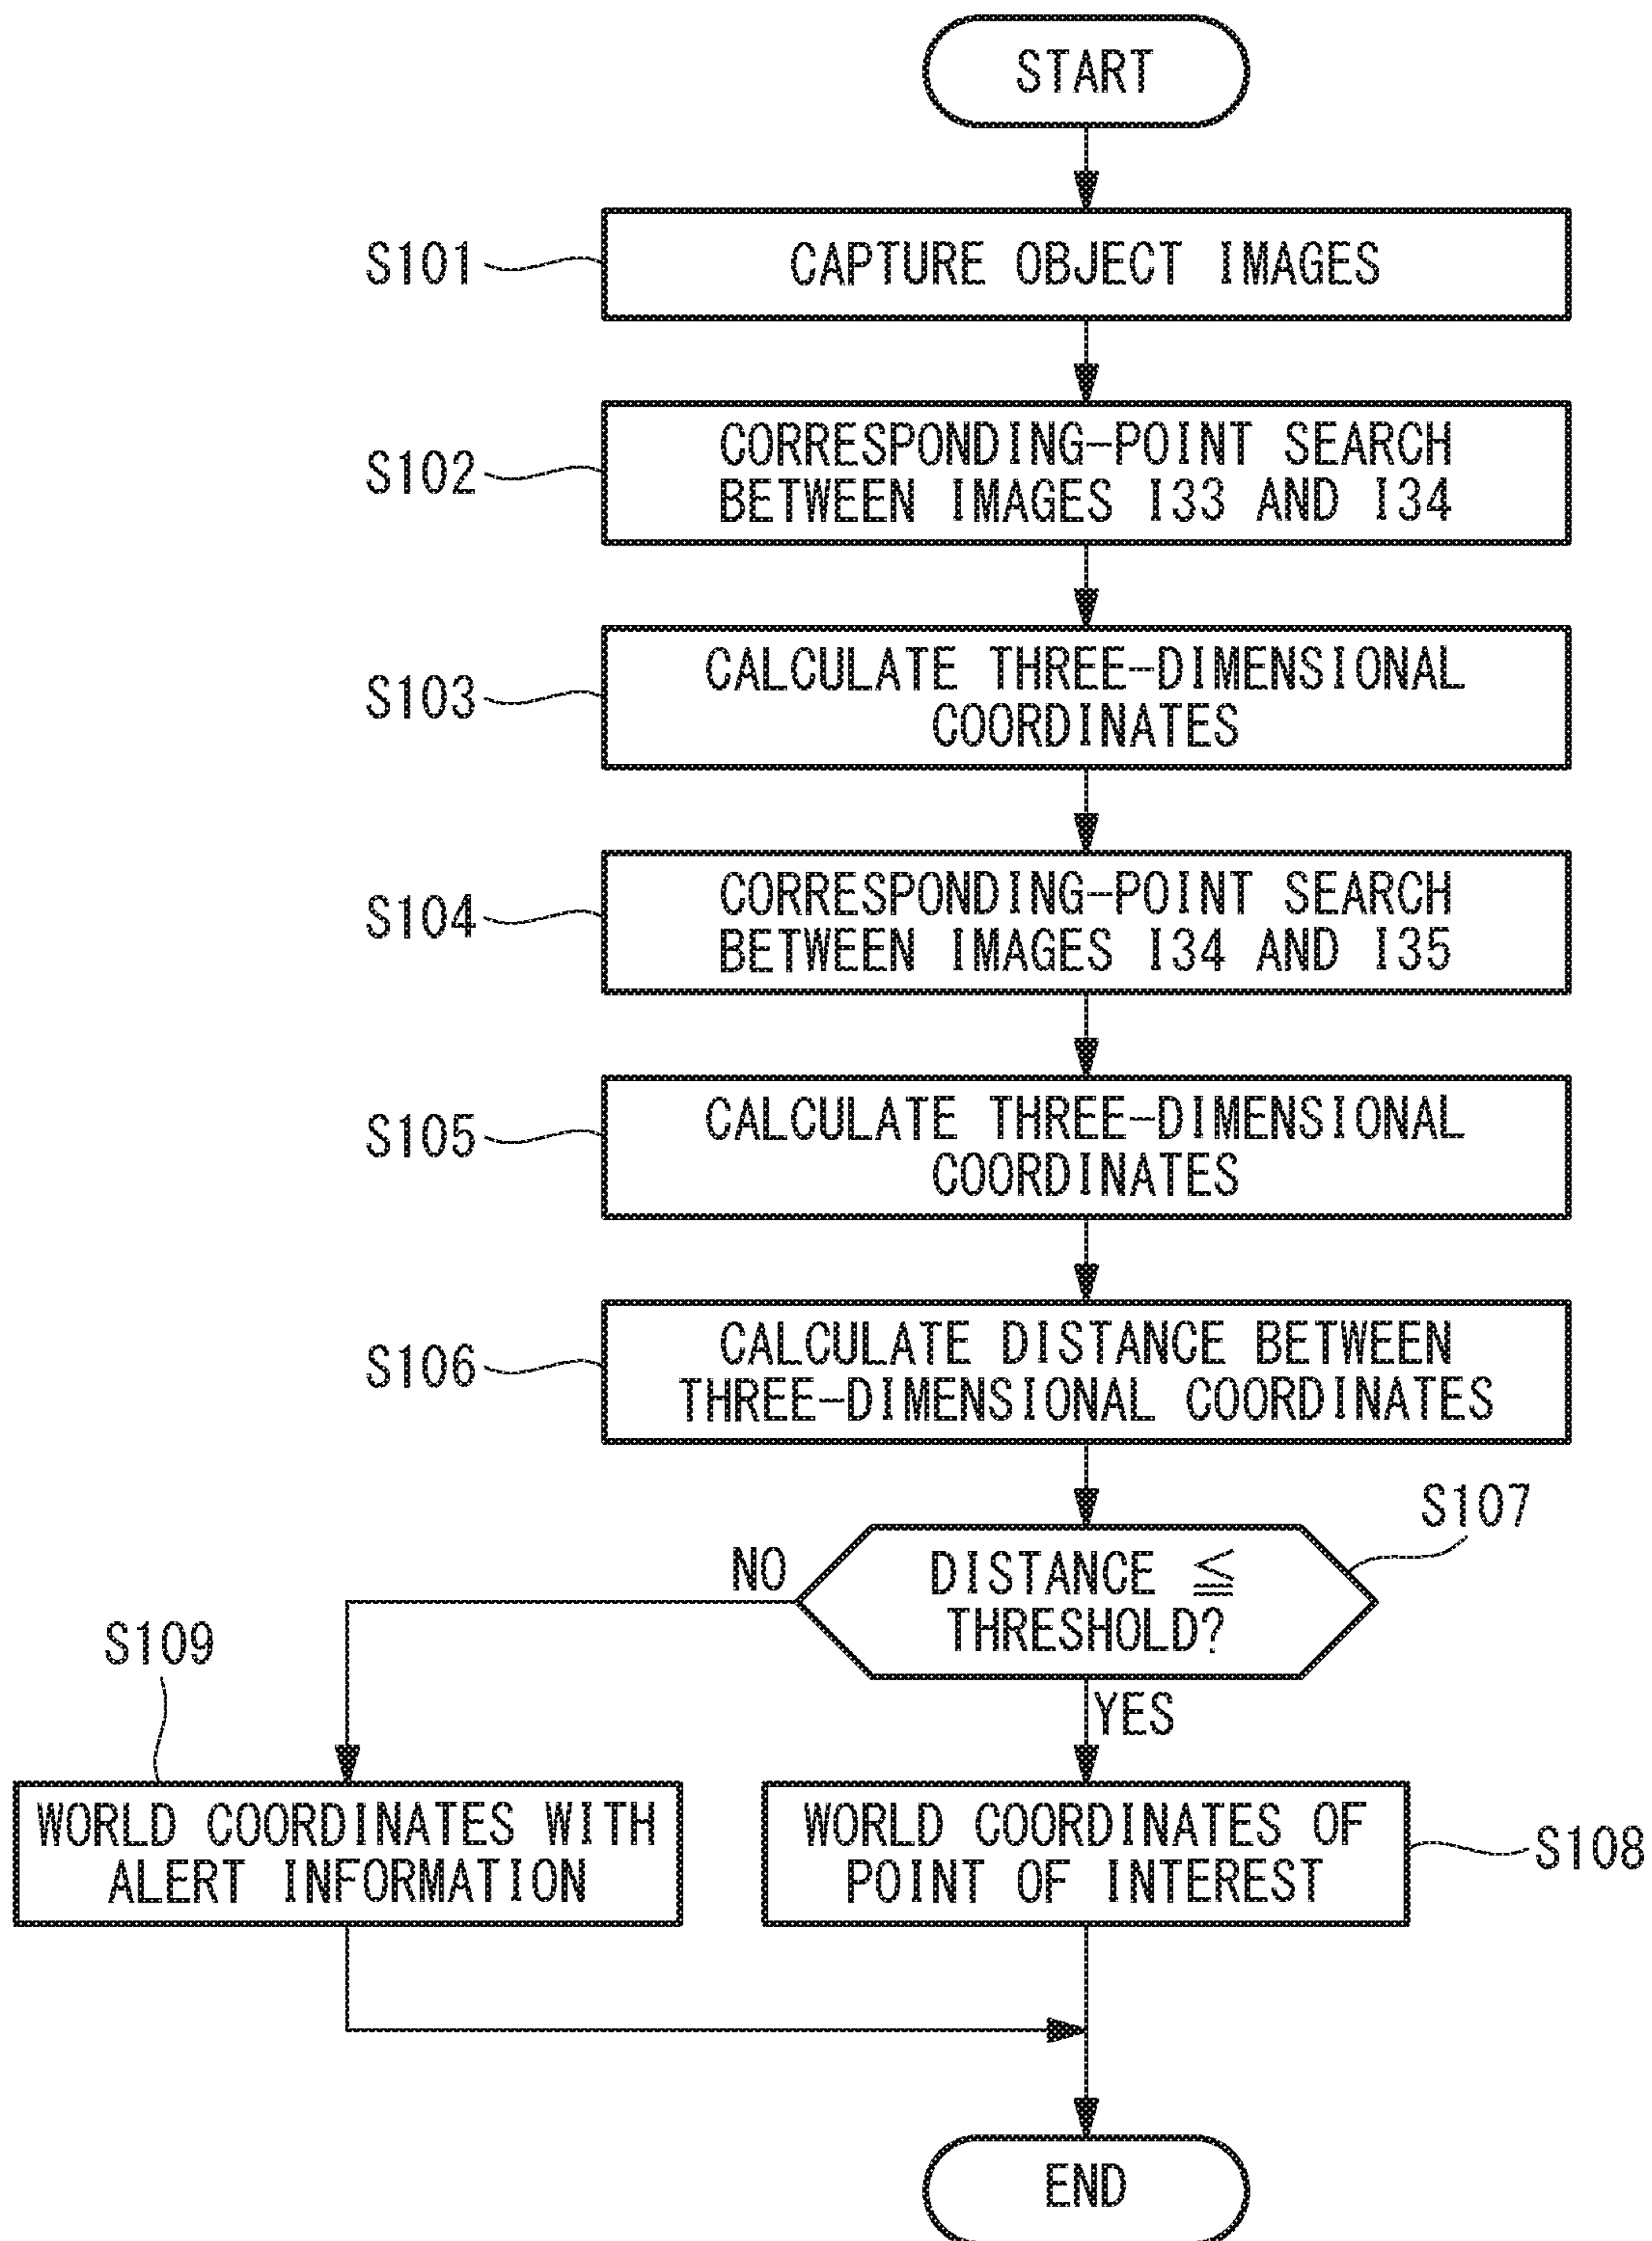 START
S101
CAPTURE OBJECT IMAGES
S102
CORRESPONDING-POINT SEARCH
BETWEEN IMAGES I33 AND I34
S103
CALCULATE THREE-DIMENSIONAL
COORDINATES
S104
CORRESPONDING-POINT SEARCH
BETWEEN IMAGES I34 AND I35
S105
CALCULATE THREE-DIMENSIONAL
COORDINATES
S106
CALCULATE DISTANCE BETWEEN
THREE-DIMENSIONAL COORDINATES
S107
DISTANCE ≦
THRESHOLD?
NO
YES
S109
WORLD COORDINATES WITH
ALERT INFORMATION
WORLD COORDINATES OF
POINT OF INTEREST
S108
END